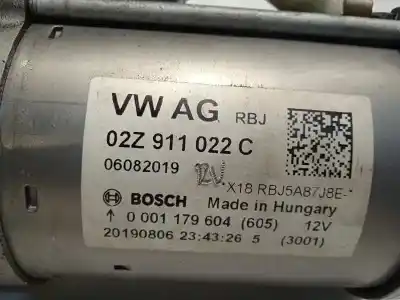 VW AG RBJ
02Z 911 022 C
06082019 12V
*X18 RBJ5A87J8E-*
BOSCH Made in Hungary
↑ 0 001 179 604 (605) 12V
20190806 23:43:26 5 (3001)